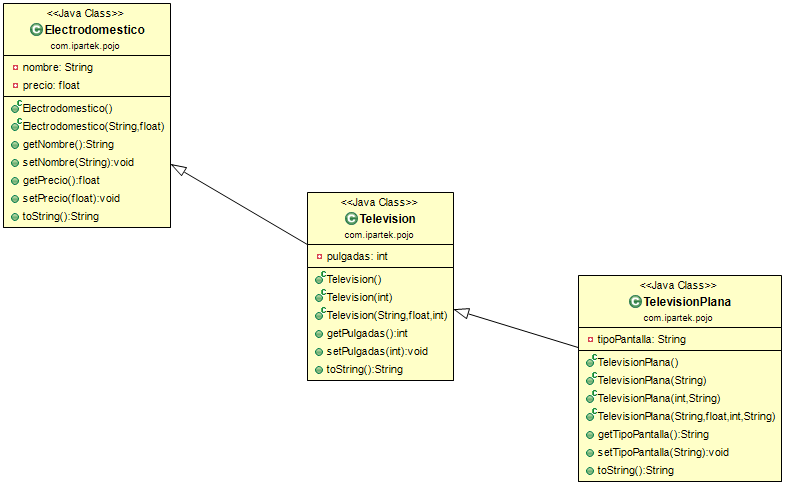 <<Java Class>>
Electrodomestico
com.ipartek.pojo
nombre: String
precio: float
Electrodomestico()
Electrodomestico(String,float)
getNombre():String
setNombre(String):void
getPrecio():float
setPrecio(float):void
toString():String
<<Java Class>>
Television
com.ipartek.pojo
pulgadas: int
Television()
Television(int)
Television(String,float,int)
getPulgadas():int
setPulgadas(int):void
toString():String
<<Java Class>>
TelevisionPlana
com.ipartek.pojo
tipoPantalla: String
TelevisionPlana()
TelevisionPlana(String)
TelevisionPlana(int,String)
TelevisionPlana(String,float,int,String)
getTipoPantalla():String
setTipoPantalla(String):void
toString():String